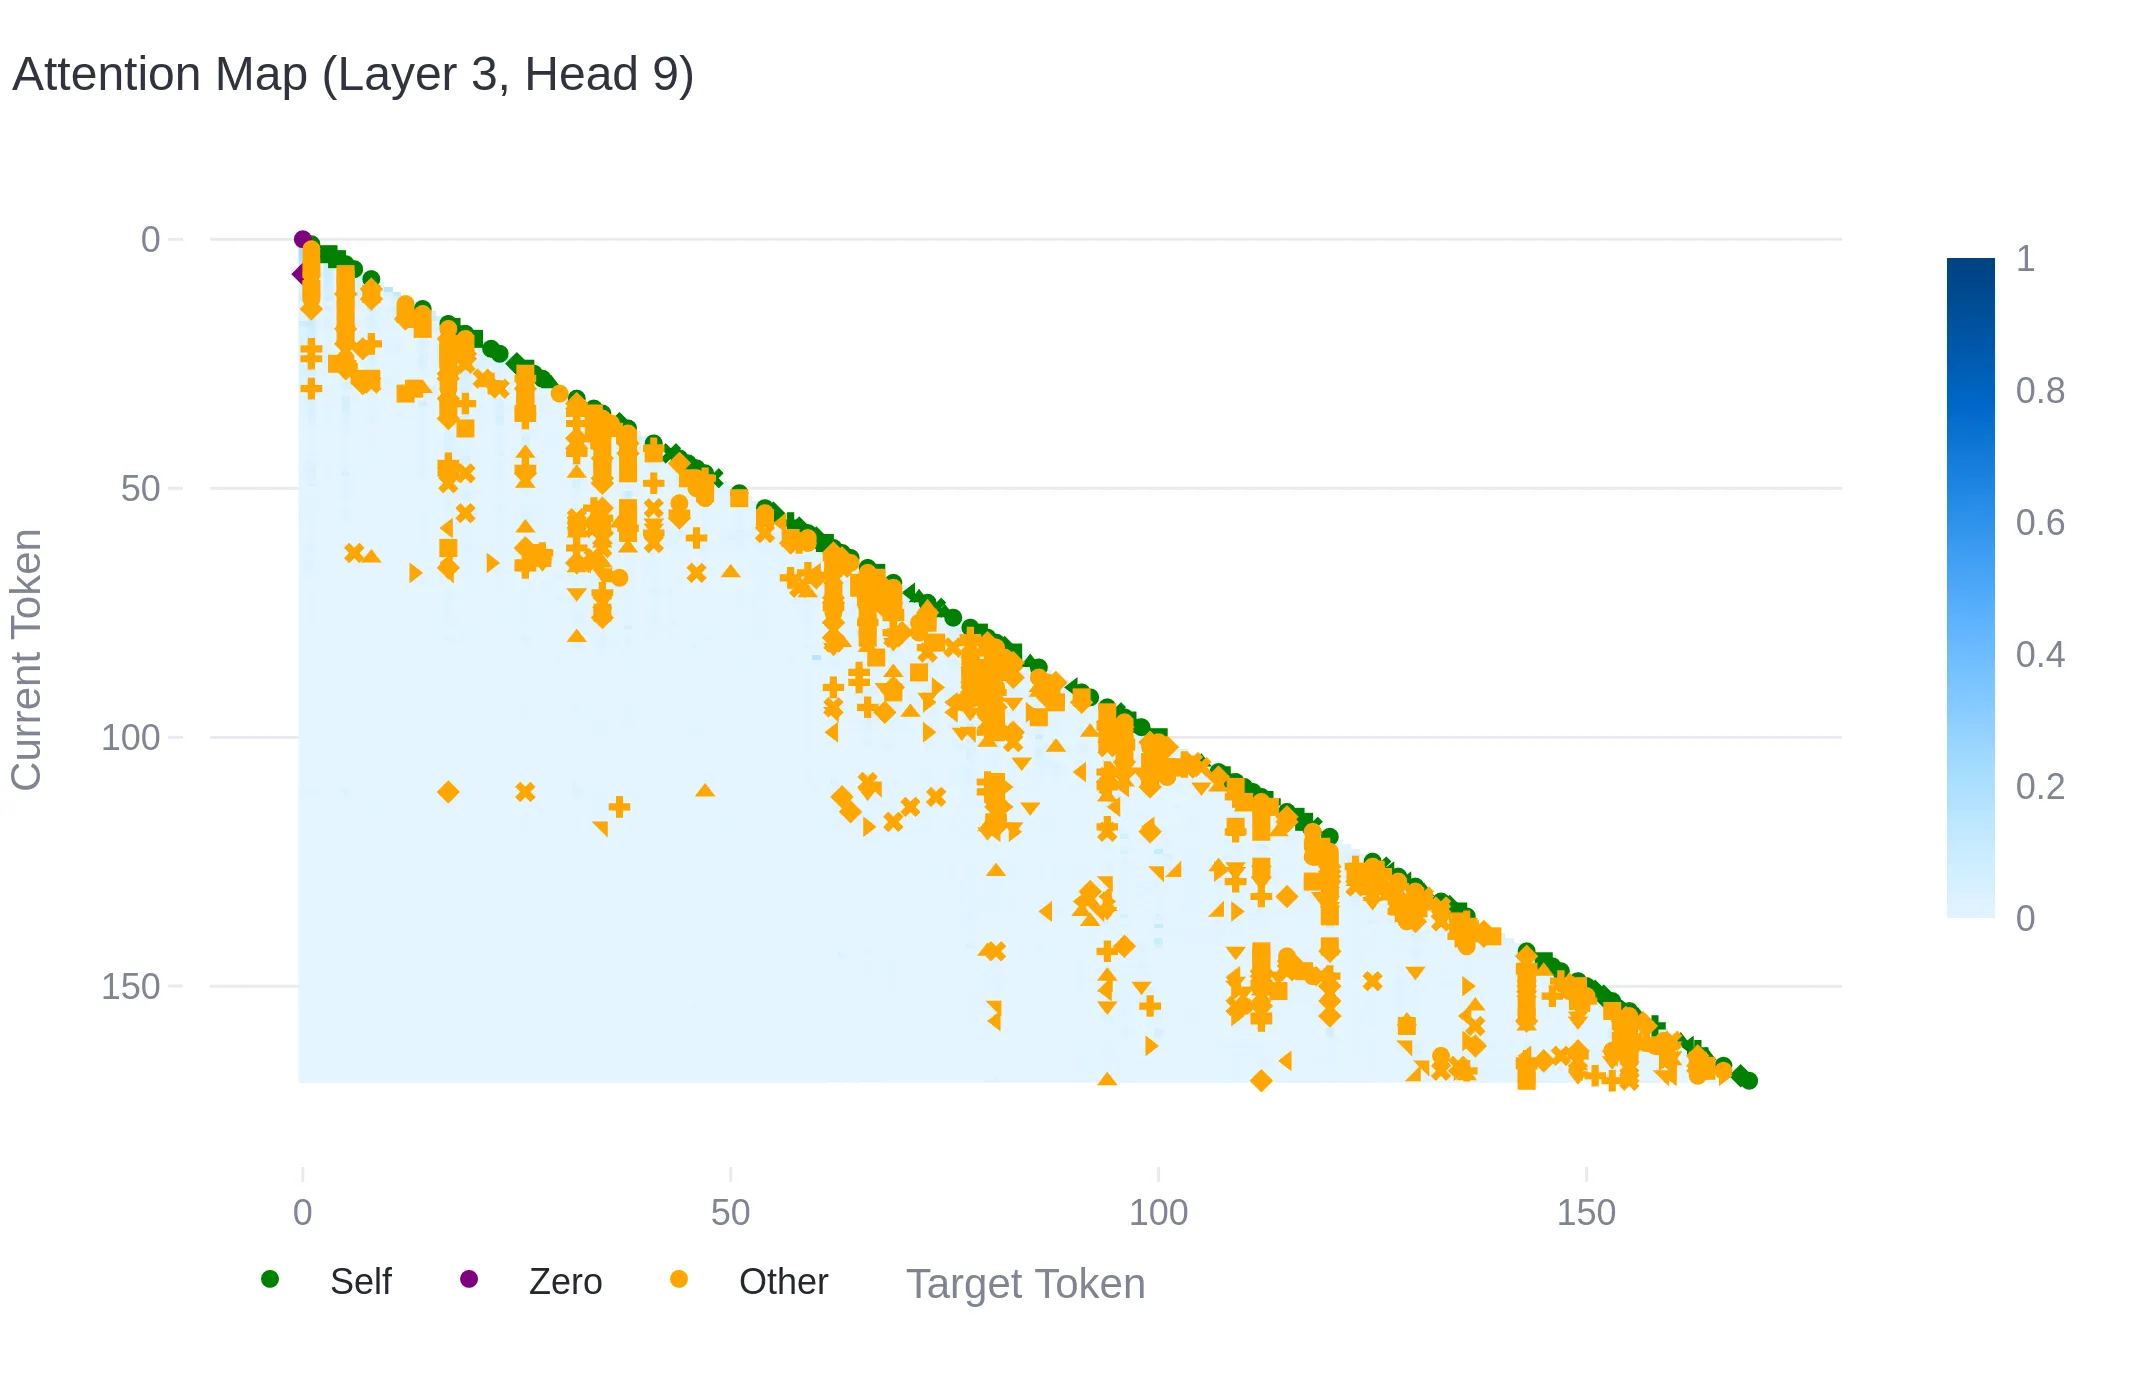 Attention Map (Layer 3, Head 9)
0
50
100
150
Current Token
1
0.8
0.6
0.4
0.2
0
0 50 100 150
Self Zero Other Target Token